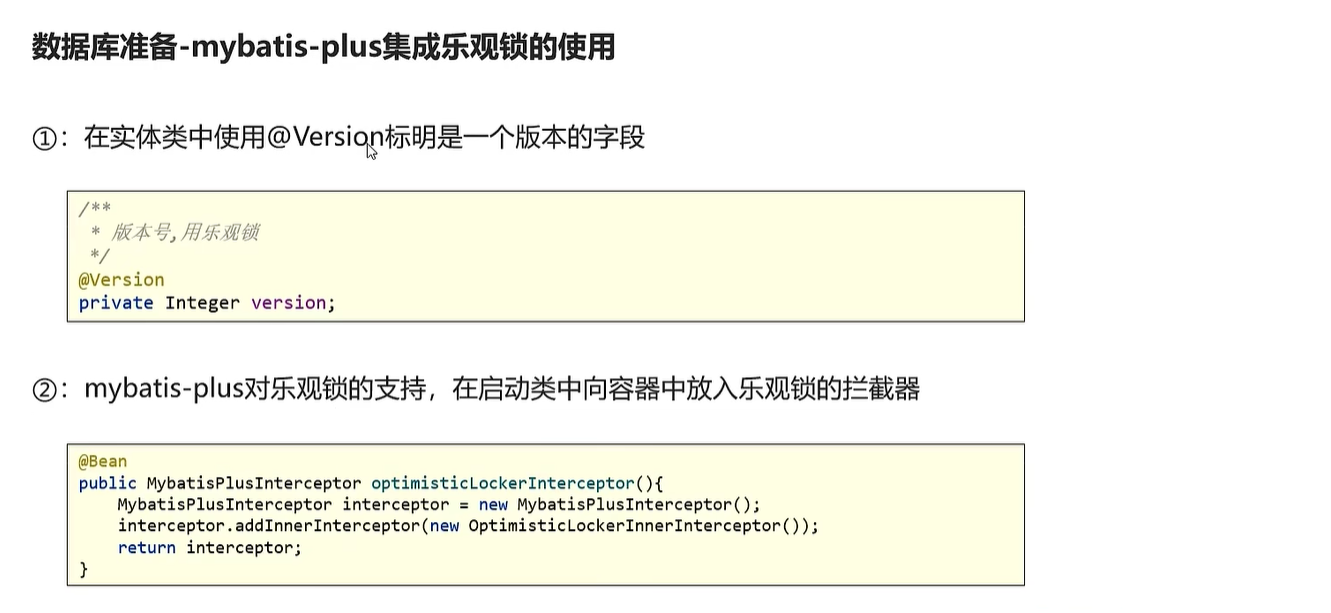 数据库准备-mybatis-plus集成乐观锁的使用
①：在实体类中使用@Version标明是一个版本的字段
/**
 * 版本号,用乐观锁
 */
@Version
private Integer version;
②：mybatis-plus对乐观锁的支持，在启动类中向容器中放入乐观锁的拦截器
@Bean
public MybatisPlusInterceptor optimisticLockerInterceptor(){
    MybatisPlusInterceptor interceptor = new MybatisPlusInterceptor();
    interceptor.addInnerInterceptor(new OptimisticLockerInnerInterceptor());
    return interceptor;
}